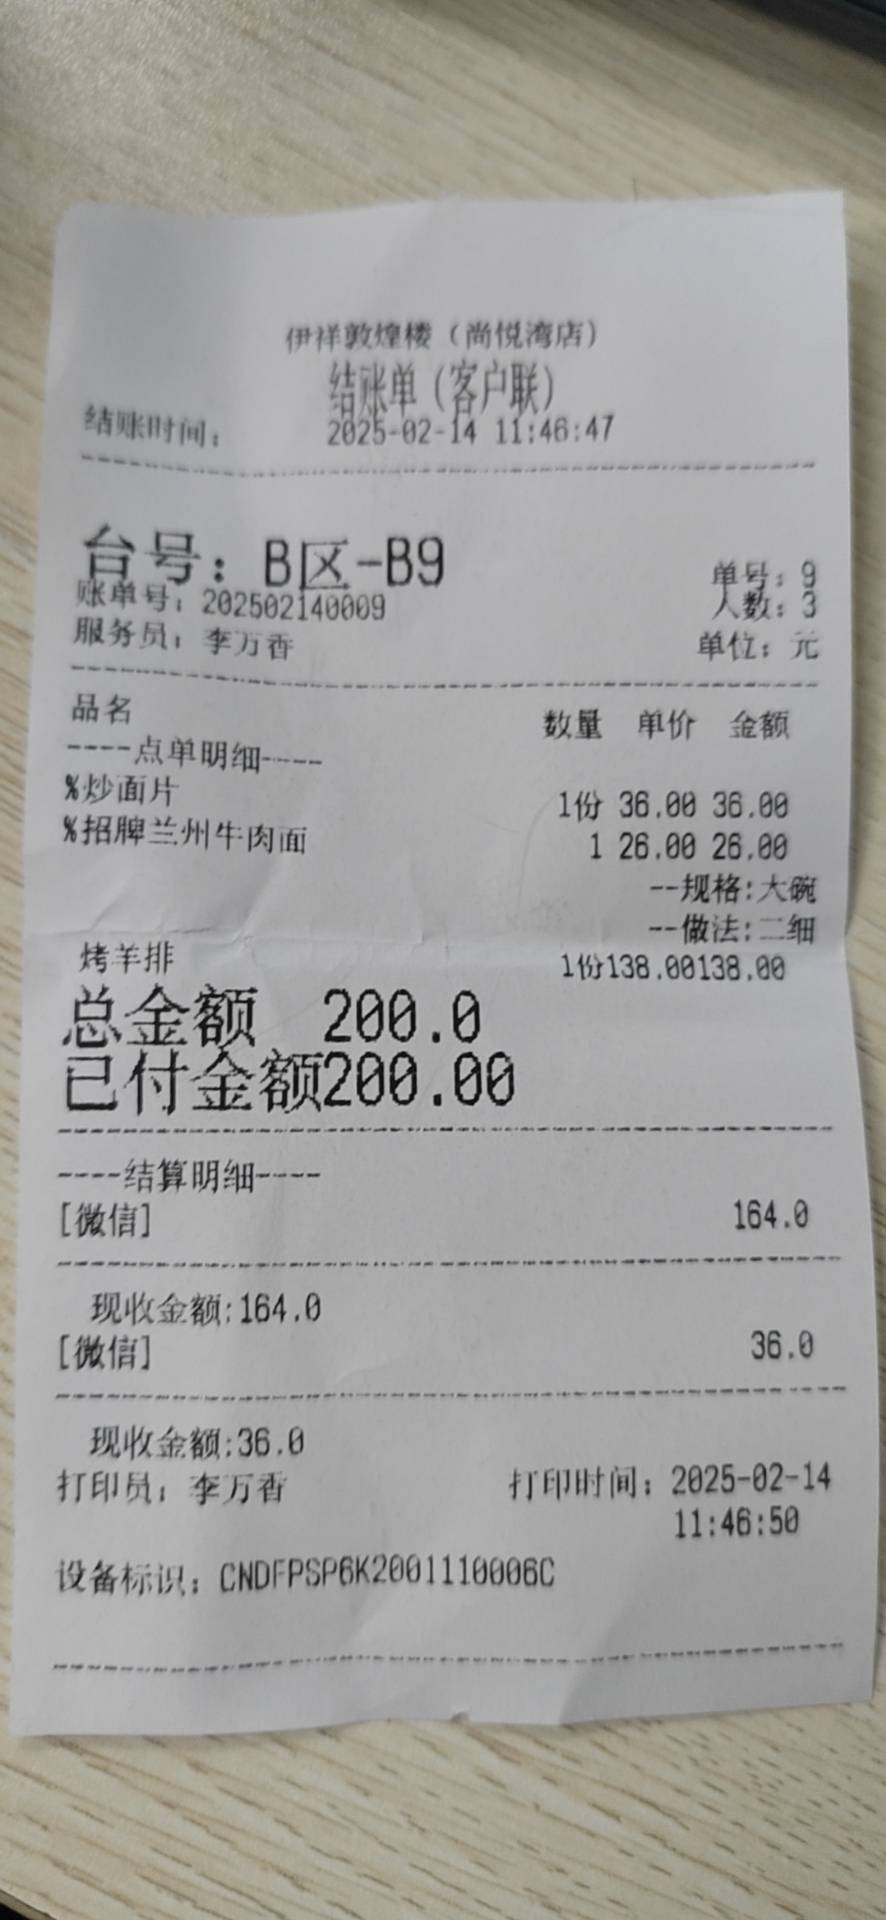 伊祥敦煌楼（尚悦湾店）
结账单（客户联）
结账时间： 2025-02-14 11:46:47
台号：B区-B9
单号：9
账单号：202502140009
人数：3
服务员：李万香
单位：元
品名 数量 单价 金额
----点单明细----
%炒面片 1份 36.00 36.00
%招牌兰州牛肉面 1 26.00 26.00
--规格:大碗
--做法:二细
烤羊排 1份138.00138.00
总金额 200.0
已付金额200.00
----结算明细----
[微信] 164.0
现收金额:164.0
[微信] 36.0
现收金额:36.0
打印员：李万香 打印时间：2025-02-14
11:46:50
设备标识：CNDFPSP6K2001110006C